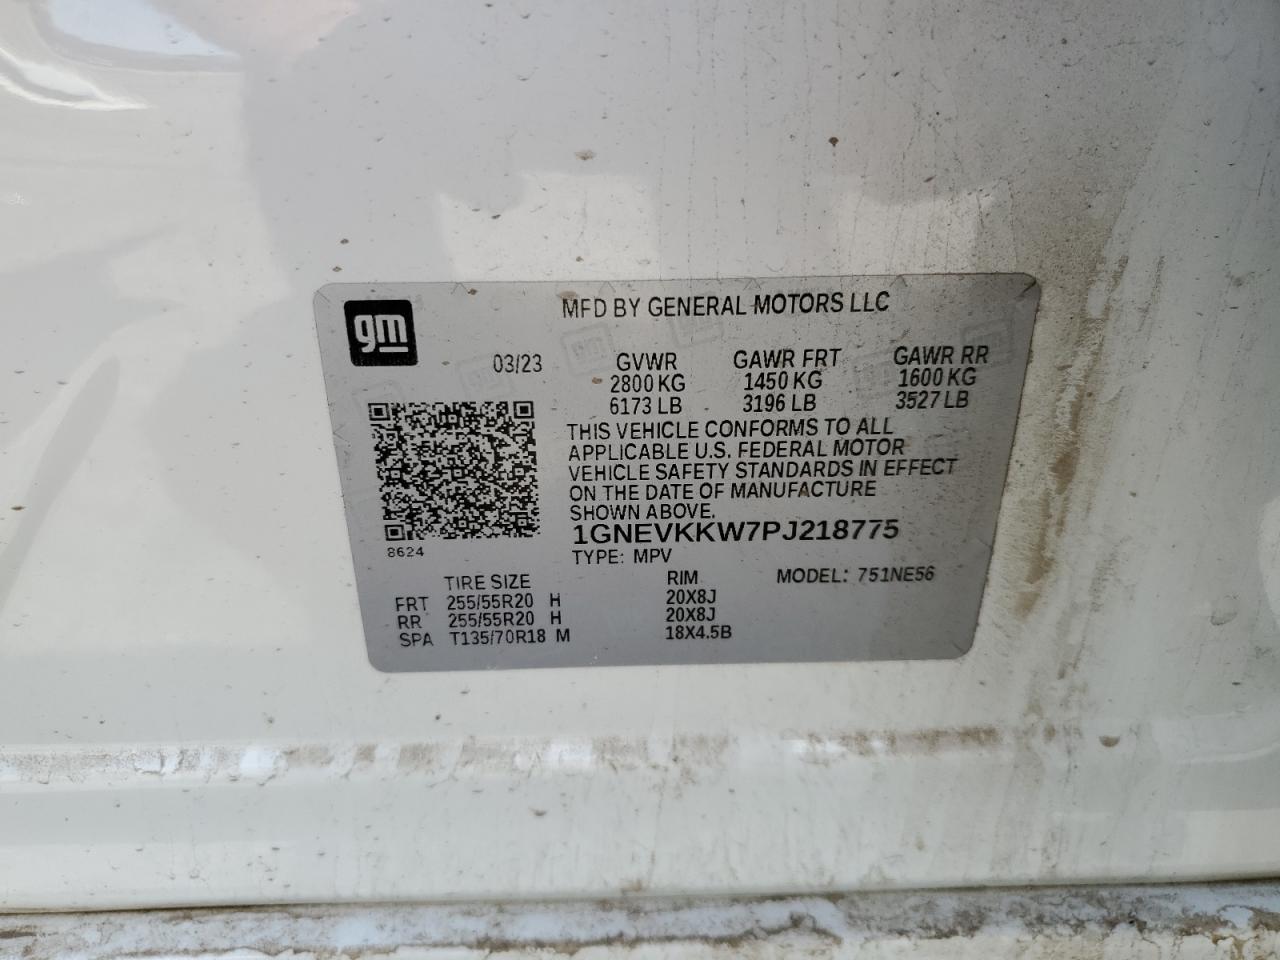 gm
MFD BY GENERAL MOTORS LLC
03/23 GVWR GAWR FRT GAWR RR
2800 KG 1450 KG 1600 KG
6173 LB 3196 LB 3527 LB
THIS VEHICLE CONFORMS TO ALL
APPLICABLE U.S. FEDERAL MOTOR
VEHICLE SAFETY STANDARDS IN EFFECT
ON THE DATE OF MANUFACTURE
SHOWN ABOVE.
1GNEVKKW7PJ218775
8624
TYPE: MPV
TIRE SIZE RIM MODEL: 751NE56
FRT 255/55R20 H 20X8J
RR 255/55R20 H 20X8J
SPA T135/70R18 M 18X4.5B